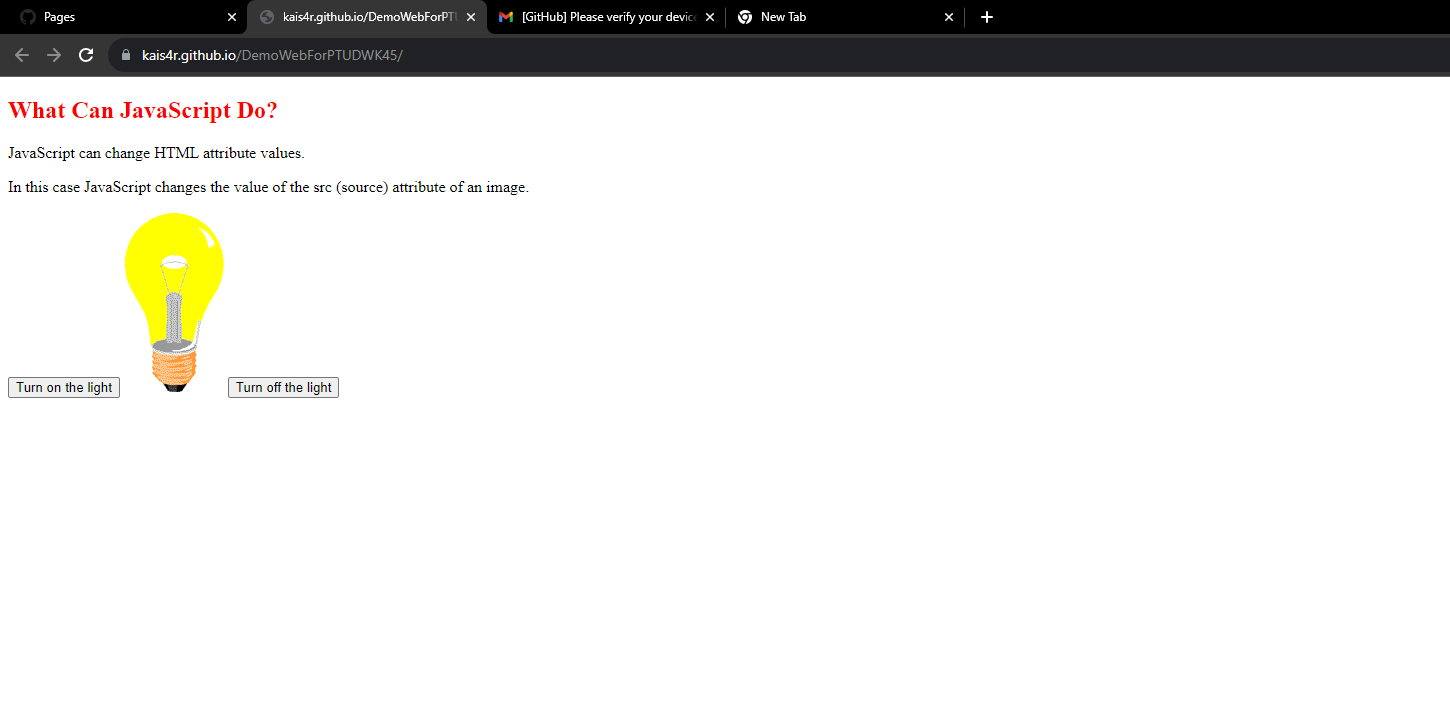 Pages
kais4r.github.io/DemoWebForPTU
[GitHub] Please verify your device
New Tab
kais4r.github.io/DemoWebForPTUDWK45/
What Can JavaScript Do?
JavaScript can change HTML attribute values.
In this case JavaScript changes the value of the src (source) attribute of an image.
Turn on the light
Turn off the light